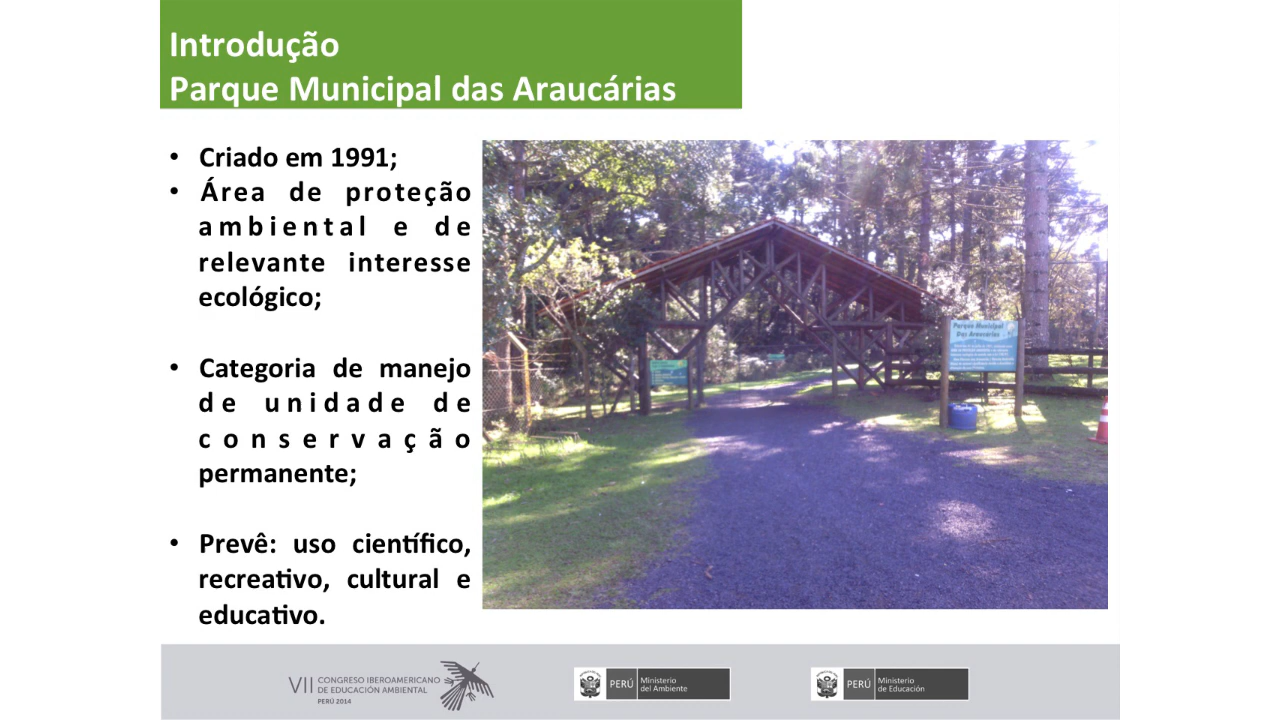 Introdução
Parque Municipal das Araucárias
• Criado em 1991;
• Área de proteção
ambiental e de
relevante interesse
ecológico;
• Categoria de manejo
de unidade de
conservação
permanente;
• Prevê: uso científico,
recreativo, cultural e
educativo.
Parque Municipal
Das Araucárias
VII CONGRESO IBEROAMERICANO
DE EDUCACIÓN AMBIENTAL
PERÚ 2014
PERÚ Ministerio
del Ambiente
PERÚ Ministerio
de Educación